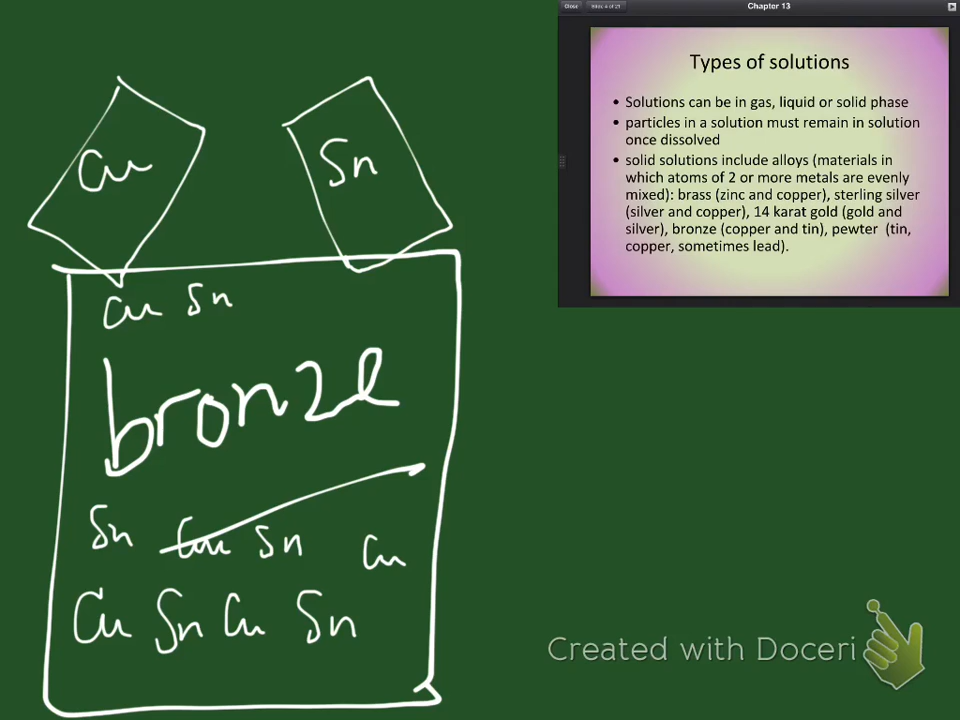 Cu
Sn
Cu Sn
bronze
Sn Cu Sn Cu
Cu Sn Cu Sn
Close
Slide 4 of 21
Chapter 13
Types of solutions
• Solutions can be in gas, liquid or solid phase
• particles in a solution must remain in solution
once dissolved
• solid solutions include alloys (materials in
which atoms of 2 or more metals are evenly
mixed): brass (zinc and copper), sterling silver
(silver and copper), 14 karat gold (gold and
silver), bronze (copper and tin), pewter (tin,
copper, sometimes lead).
Created with Doceri